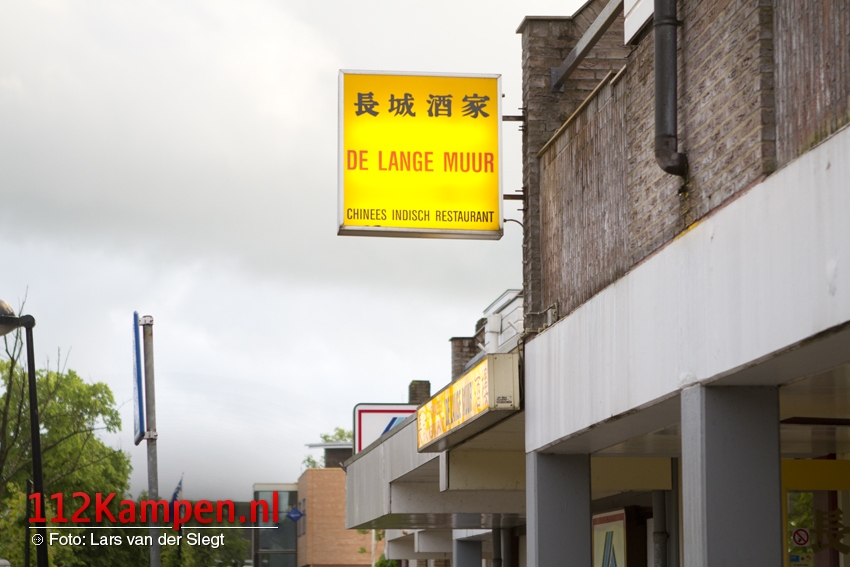 長城酒家
DE LANGE MUUR
CHINEES INDISCH RESTAURANT
112Kampen.nl
© Foto: Lars van der Slegt